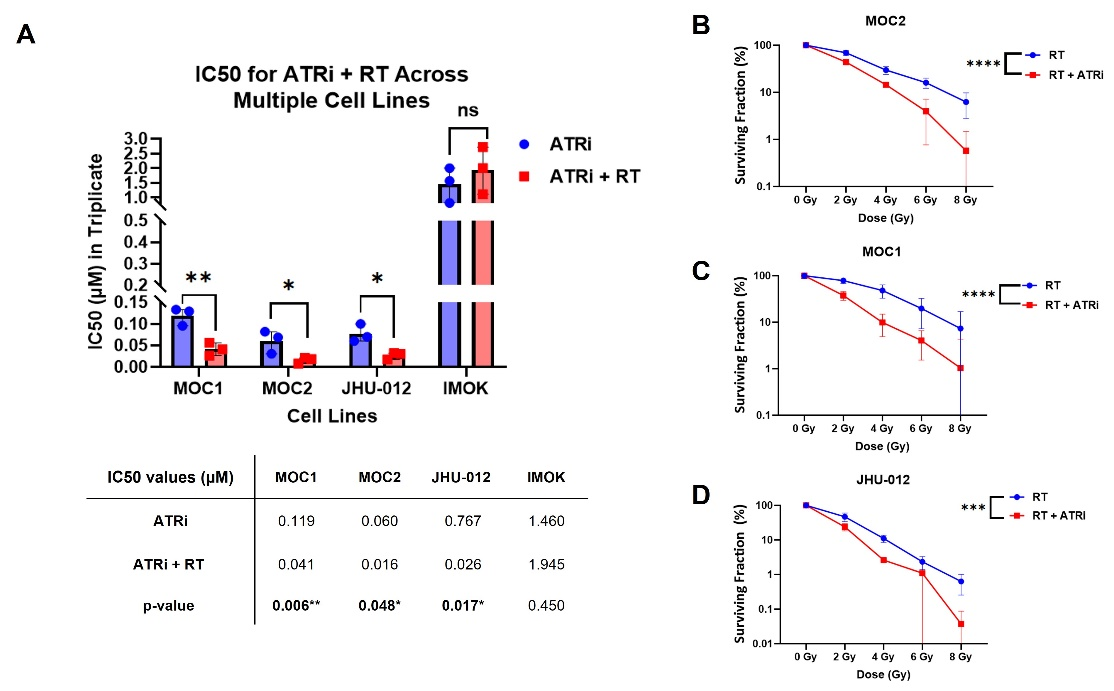 A
IC50 for ATRi + RT Across
Multiple Cell Lines
IC50 (µM) in Triplicate
3.0
2.5
2.0
1.5
1.0
0.5
0.4
0.3
0.2
0.15
0.10
0.05
0.00
**
*
*
ns
ATRi
ATRi + RT
MOC1 MOC2 JHU-012 IMOK
Cell Lines
IC50 values (µM) MOC1 MOC2 JHU-012 IMOK
ATRi 0.119 0.060 0.767 1.460
ATRi + RT 0.041 0.016 0.026 1.945
p-value 0.006** 0.048* 0.017* 0.450
B
MOC2
Surviving Fraction (%)
100
10
1
0.1
0 Gy 2 Gy 4 Gy 6 Gy 8 Gy
Dose (Gy)
****
RT
RT + ATRi
C
MOC1
Surviving Fraction (%)
100
10
1
0.1
0 Gy 2 Gy 4 Gy 6 Gy 8 Gy
Dose (Gy)
****
RT
RT + ATRi
D
JHU-012
Surviving Fraction (%)
100
10
1
0.1
0.01
0 Gy 2 Gy 4 Gy 6 Gy 8 Gy
Dose (Gy)
***
RT
RT + ATRI